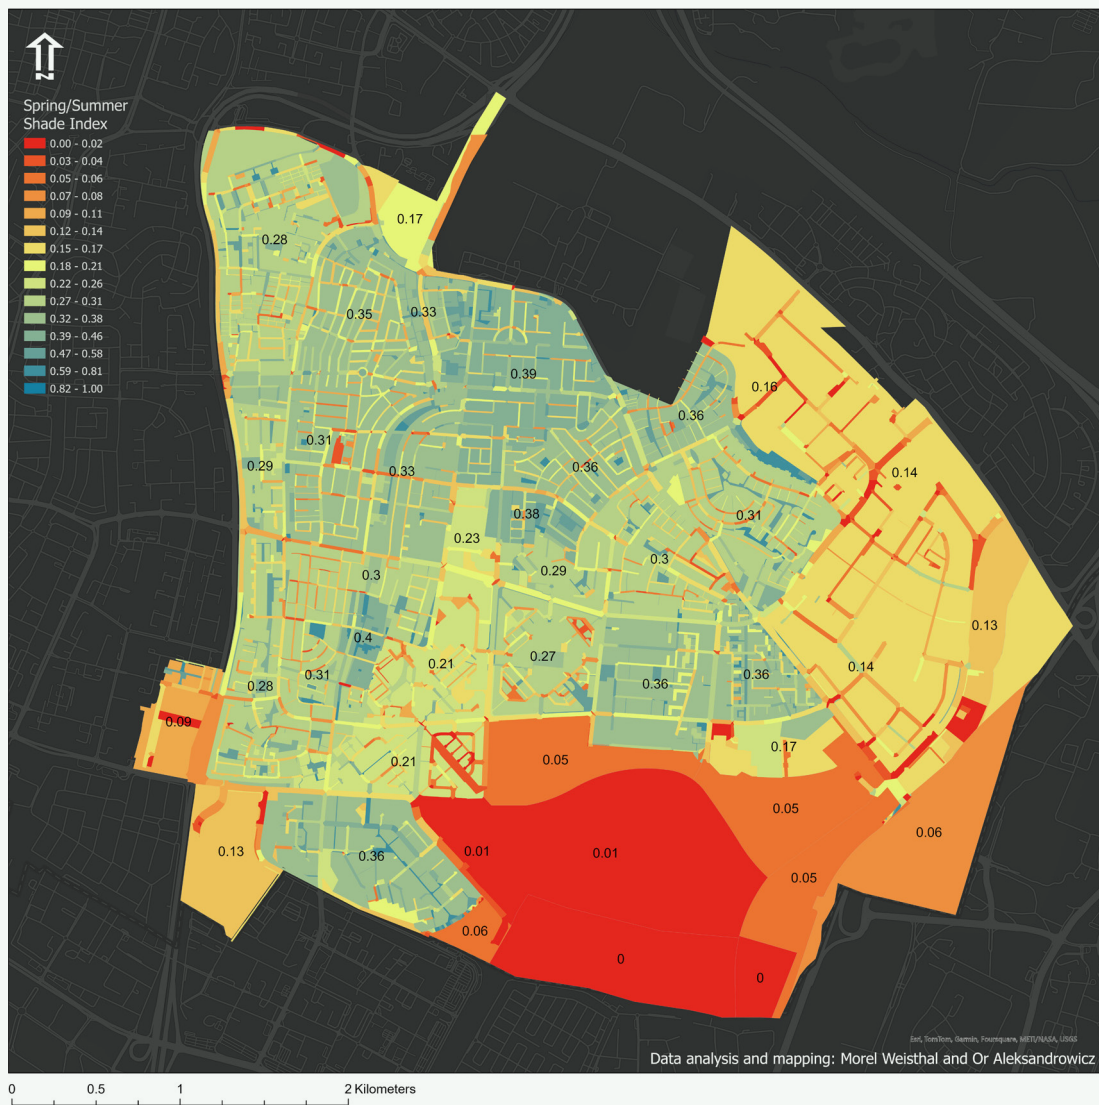 N
Spring/Summer
Shade Index
0.00 - 0.02
0.03 - 0.04
0.05 - 0.06
0.07 - 0.08
0.09 - 0.11
0.12 - 0.14
0.15 - 0.17
0.18 - 0.21
0.22 - 0.26
0.27 - 0.31
0.32 - 0.38
0.39 - 0.46
0.47 - 0.58
0.59 - 0.81
0.82 - 1.00
0.17
0.28
0.35
0.33
0.39
0.16
0.36
0.31
0.29
0.33
0.36
0.14
0.38
0.31
0.23
0.3
0.29
0.3
0.13
0.4
0.21
0.27
0.14
0.31
0.36
0.36
0.28
0.09
0.17
0.21
0.05
0.05
0.06
0.13
0.36
0.01
0.01
0.05
0.06
0
0
Esri, TomTom, Garmin, Foursquare, METI/NASA, USGS
Data analysis and mapping: Morel Weisthal and Or Aleksandrowicz
0 0.5 1 2 Kilometers